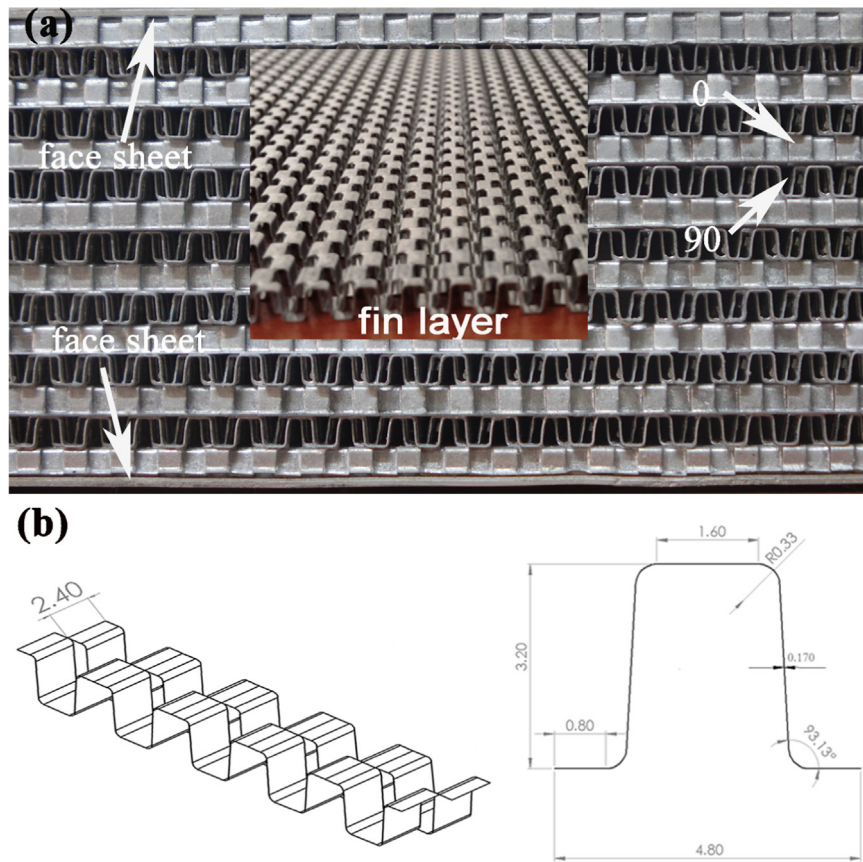 (a)
face sheet
0
90
fin layer
face sheet
(b)
2.40
1.60
R0.33
3.20
0.170
0.80
93.13°
4.80